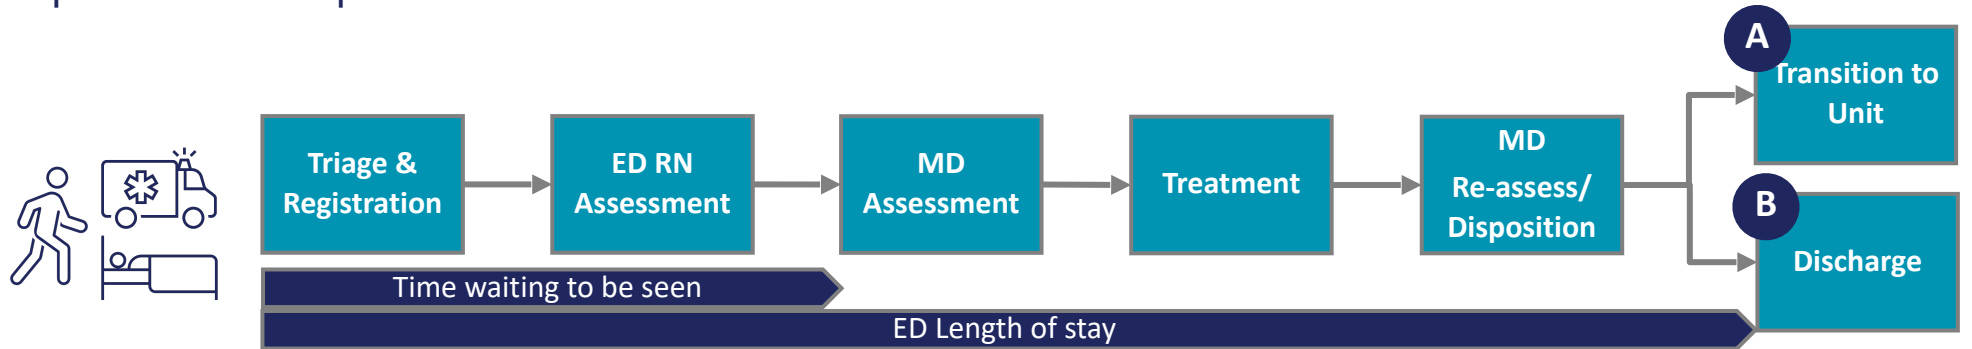 Triage &
Registration
ED RN
Assessment
MD
Assessment
Treatment
MD
Re-assess/
Disposition
A
Transition to
Unit
B
Discharge
Time waiting to be seen
ED Length of stay